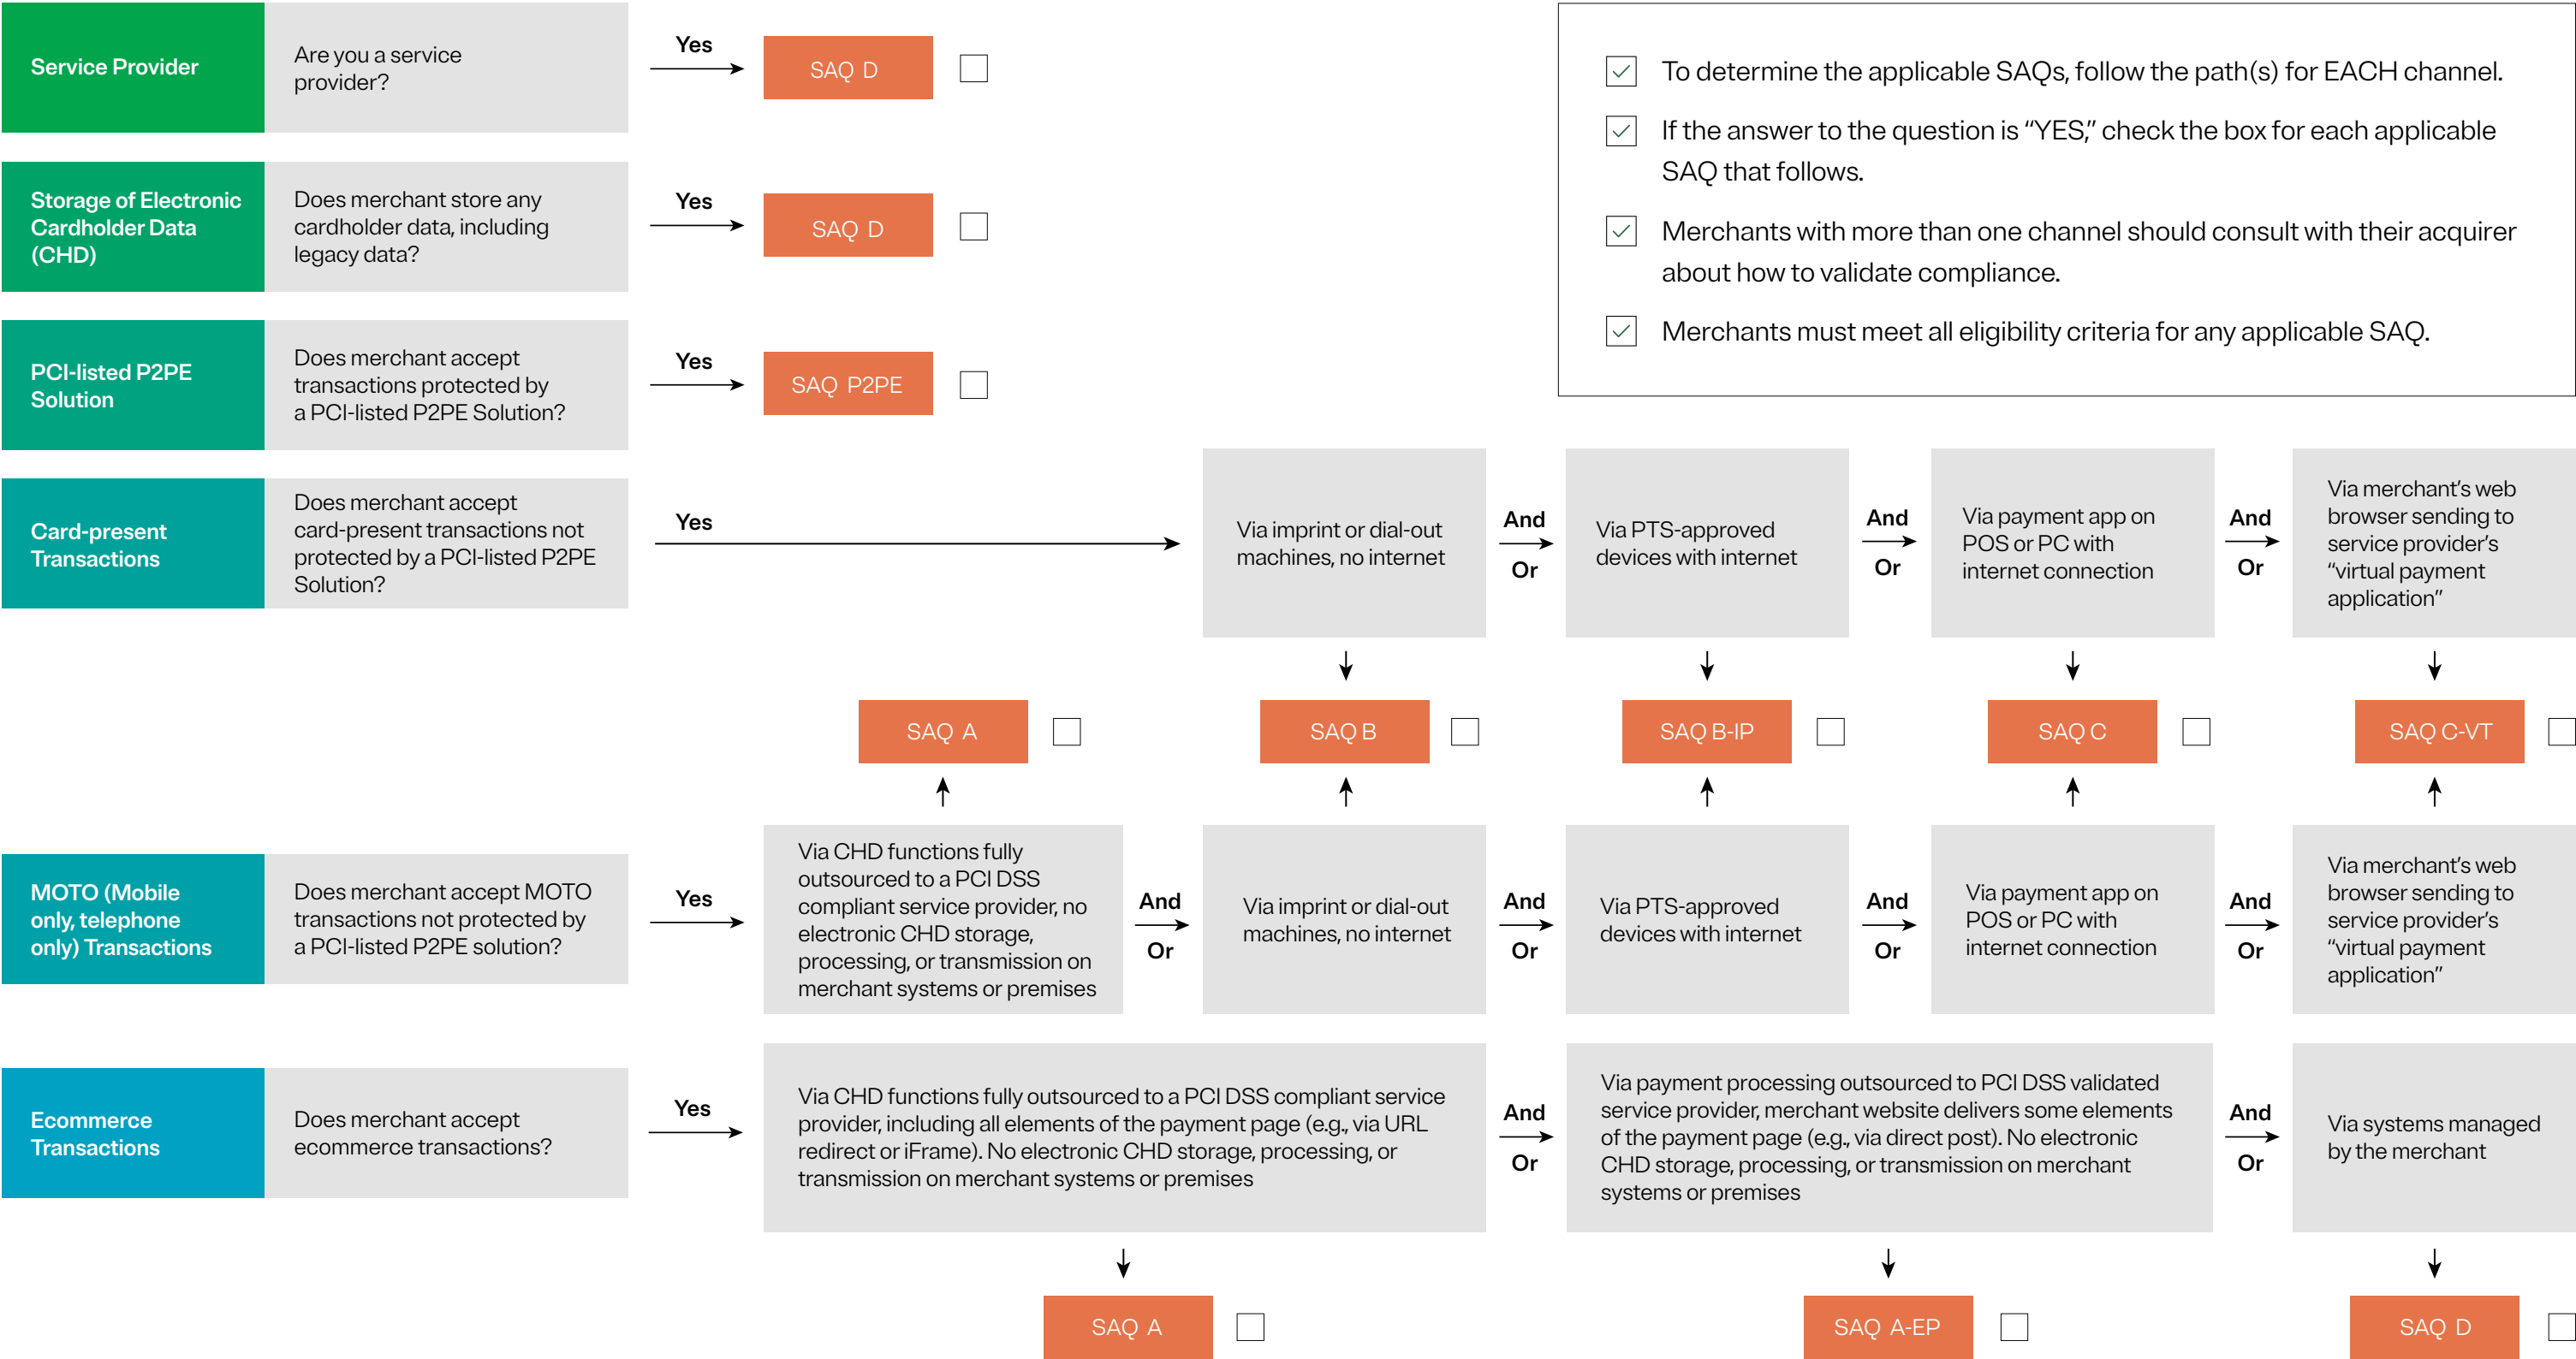 Service Provider
Are you a service
provider?
Yes
SAQ D
To determine the applicable SAQs, follow the path(s) for EACH channel.
If the answer to the question is “YES,” check the box for each applicable
SAQ that follows.
Merchants with more than one channel should consult with their acquirer
about how to validate compliance.
Merchants must meet all eligibility criteria for any applicable SAQ.
Storage of Electronic
Cardholder Data
(CHD)
Does merchant store any
cardholder data, including
legacy data?
Yes
SAQ D
PCI-listed P2PE
Solution
Does merchant accept
transactions protected by
a PCI-listed P2PE Solution?
Yes
SAQ P2PE
Card-present
Transactions
Does merchant accept
card-present transactions not
protected by a PCI-listed P2PE
Solution?
Yes
Via imprint or dial-out
machines, no internet
And
Or
Via PTS-approved
devices with internet
And
Or
Via payment app on
POS or PC with
internet connection
And
Or
Via merchant’s web
browser sending to
service provider’s
“virtual payment
application”
SAQ A
SAQ B
SAQ B-IP
SAQ C
SAQ C-VT
MOTO (Mobile
only, telephone
only) Transactions
Does merchant accept MOTO
transactions not protected by
a PCI-listed P2PE solution?
Yes
Via CHD functions fully
outsourced to a PCI DSS
compliant service provider, no
electronic CHD storage,
processing, or transmission on
merchant systems or premises
And
Or
Via imprint or dial-out
machines, no internet
And
Or
Via PTS-approved
devices with internet
And
Or
Via payment app on
POS or PC with
internet connection
And
Or
Via merchant’s web
browser sending to
service provider’s
“virtual payment
application”
Ecommerce
Transactions
Does merchant accept
ecommerce transactions?
Yes
Via CHD functions fully outsourced to a PCI DSS compliant service
provider, including all elements of the payment page (e.g., via URL
redirect or iFrame). No electronic CHD storage, processing, or
transmission on merchant systems or premises
And
Or
Via payment processing outsourced to PCI DSS validated
service provider, merchant website delivers some elements
of the payment page (e.g., via direct post). No electronic
CHD storage, processing, or transmission on merchant
systems or premises
And
Or
Via systems managed
by the merchant
SAQ A
SAQ A-EP
SAQ D